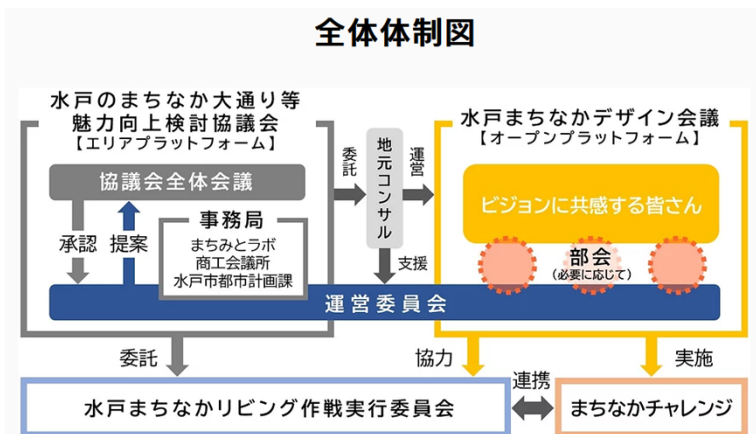 全体体制図
水戸のまちなか大通り等
魅力向上検討協議会
【エリアプラットフォーム】
協議会全体会議
承認
提案
事務局
まちみとラボ
商工会議所
水戸市都市計画課
委託
地元コンサル
運営
支援
水戸まちなかデザイン会議
【オープンプラットフォーム】
ビジョンに共感する皆さん
部会
(必要に応じて)
運営委員会
委託
協力
実施
水戸まちなかリビング作戦実行委員会
連携
まちなかチャレンジ